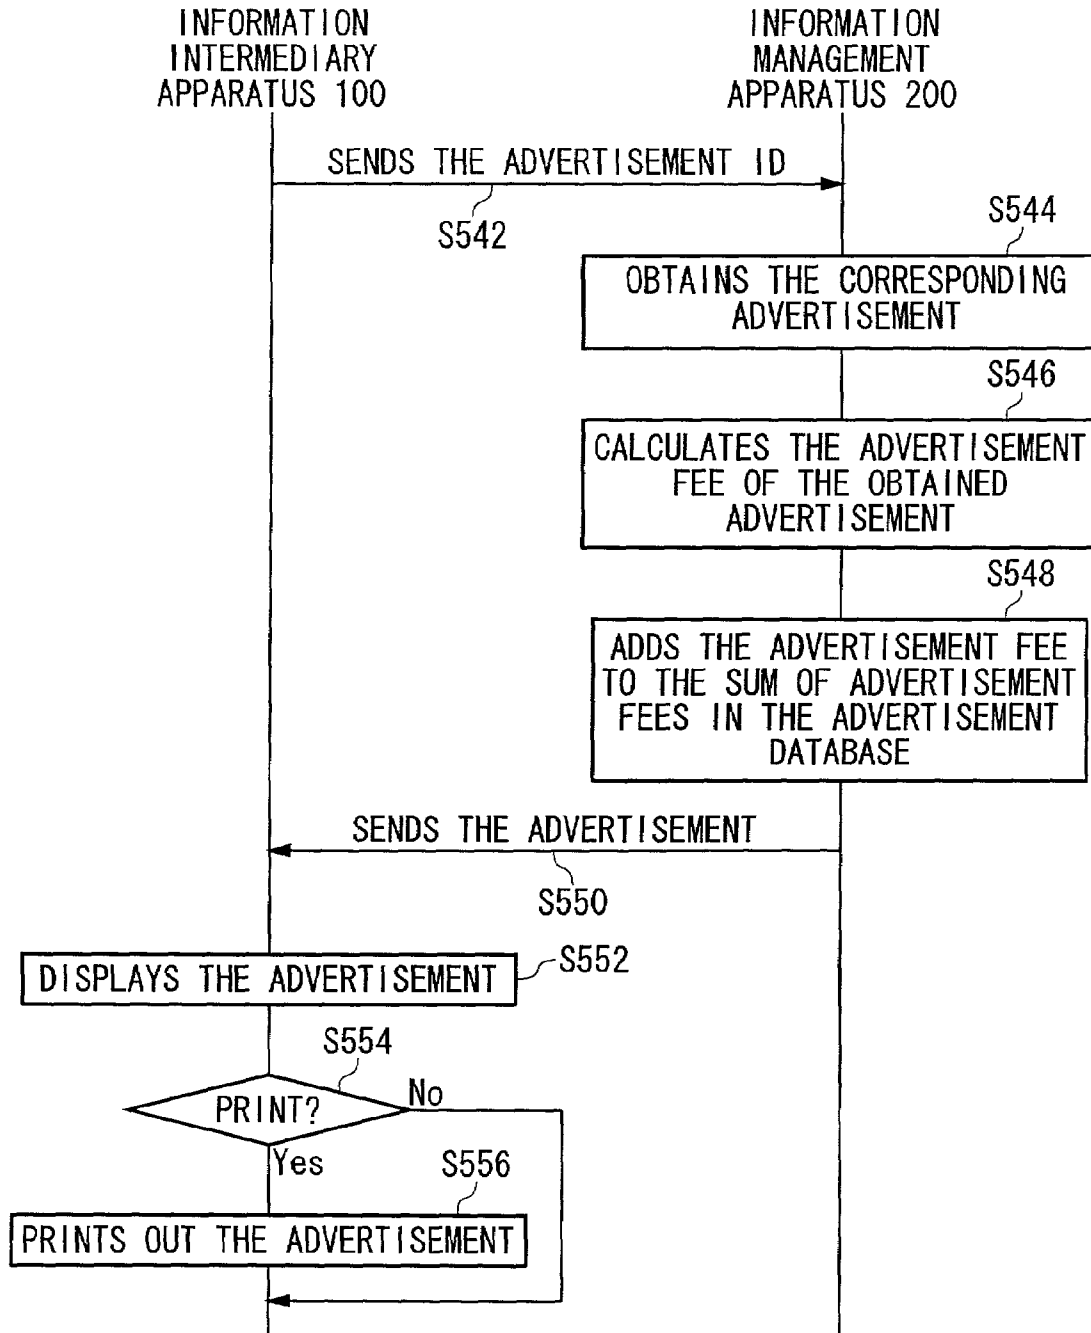 INFORMATION
INTERMEDIARY
APPARATUS 100
INFORMATION
MANAGEMENT
APPARATUS 200
SENDS THE ADVERTISEMENT ID
S542
S544
OBTAINS THE CORRESPONDING
ADVERTISEMENT
S546
CALCULATES THE ADVERTISEMENT
FEE OF THE OBTAINED
ADVERTISEMENT
S548
ADDS THE ADVERTISEMENT FEE
TO THE SUM OF ADVERTISEMENT
FEES IN THE ADVERTISEMENT
DATABASE
SENDS THE ADVERTISEMENT
S550
DISPLAYS THE ADVERTISEMENT
S552
S554
PRINT?
No
Yes
S556
PRINTS OUT THE ADVERTISEMENT